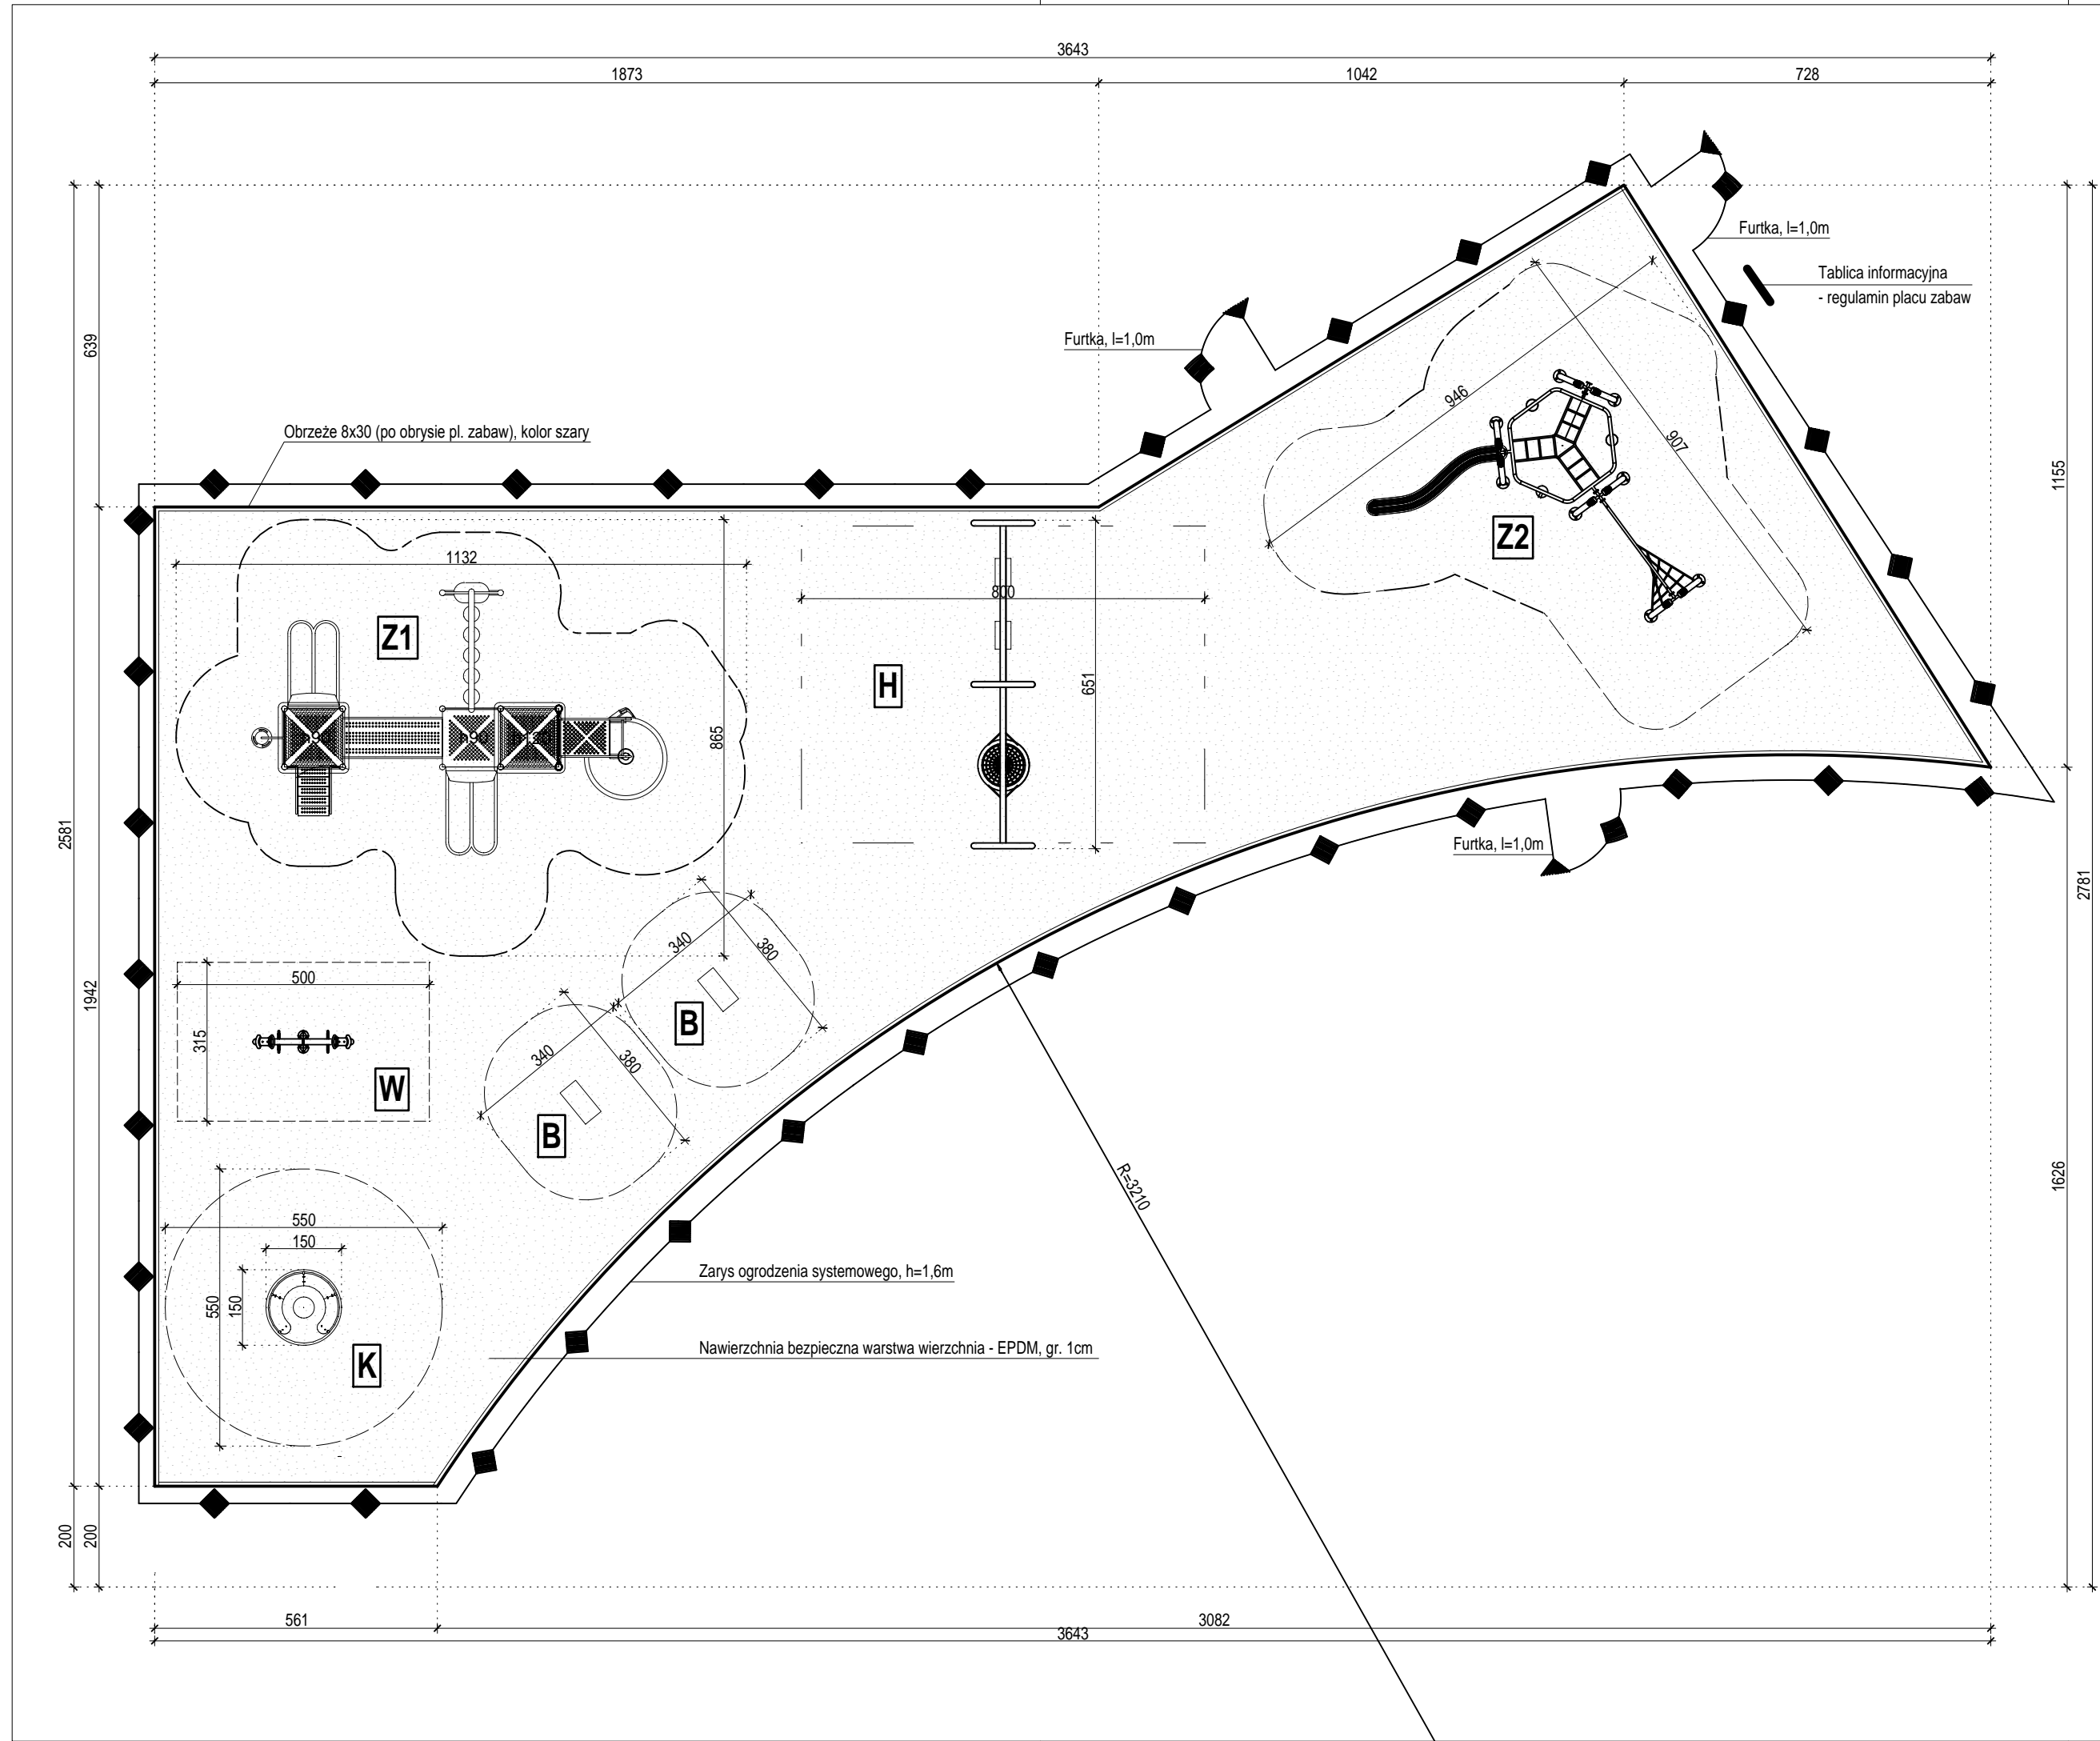 3643
1873
1042
728
Furtka, l=1,0m
Tablica informacyjna
- regulamin placu zabaw
Furtka, l=1,0m
639
Obrzeże 8x30 (po obrysie pl. zabaw), kolor szary
946
907
1155
Z2
1132
800
Z1
H
651
865
2581
2781
Furtka, l=1,0m
340
380
500
1942
315
B
340
380
W
B
1626
R=3210
550
150
Zarys ogrodzenia systemowego, h=1,6m
550
150
Nawierzchnia bezpieczna warstwa wierzchnia - EPDM, gr. 1cm
K
200
200
561
3082
3643